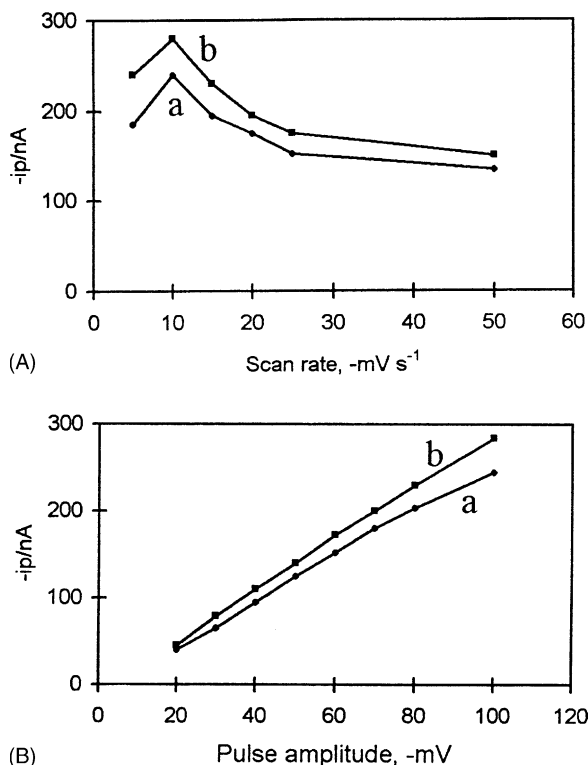 300
200
100
0
-ip/nA
b
a
0 10 20 30 40 50 60
(A)
Scan rate, -mV s⁻¹
300
200
100
0
-ip/nA
b
a
0 20 40 60 80 100 120
(B)
Pulse amplitude, -mV